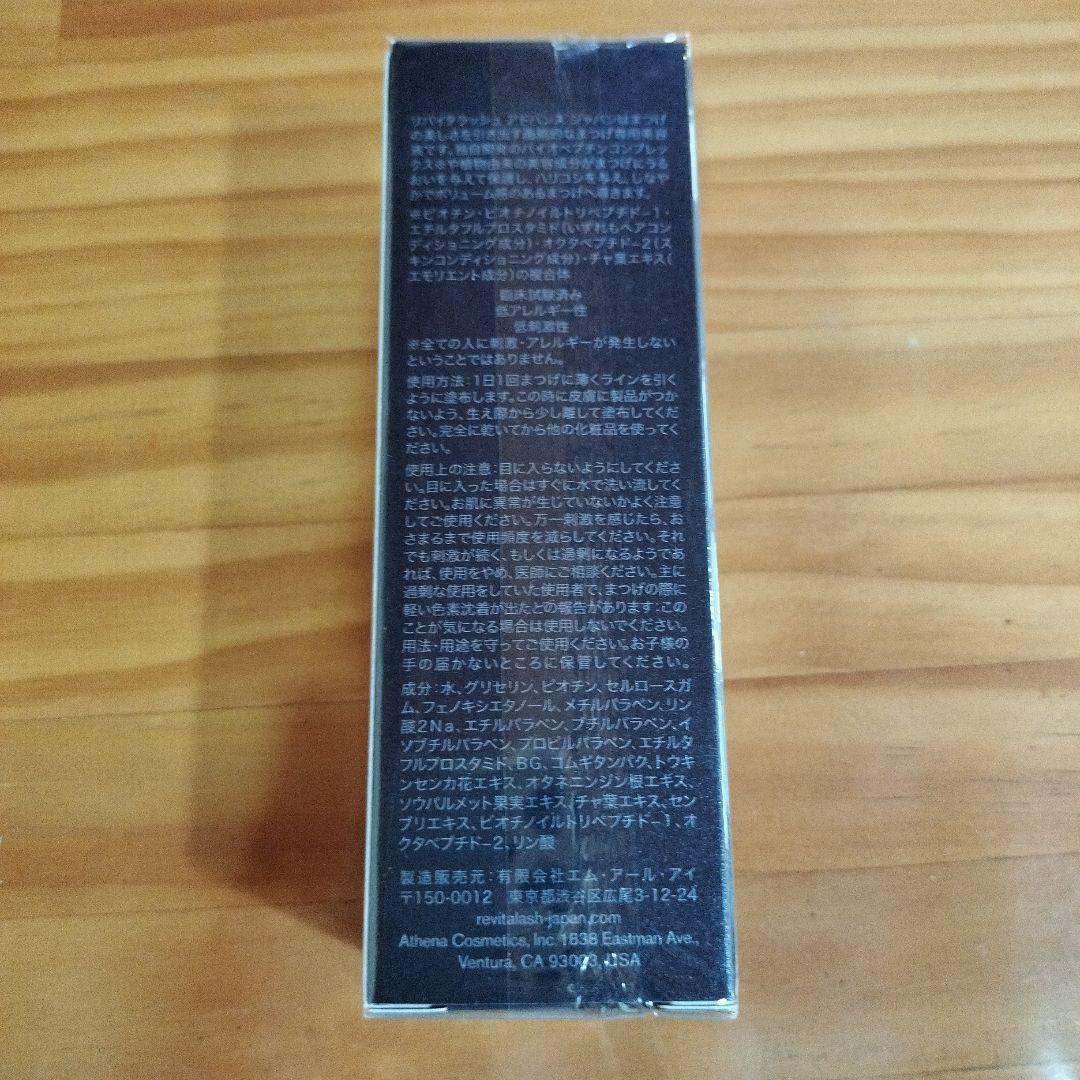 リバイタラッシュ アドバンス ジャパンはまつげ
の美しさを引き出す
まつげ専用美容
液です。独自開発のバイオペプチンコンプレッ
クス※や植物由来の美容成分がまつげにうる
おいを与えて保護し、ハリコシを与え、しなや
かでボリューム感のあるまつげへ導きます。
※ビオチン・ビオチノイルトリペプチド-1・
エチルタフルプロスタミド(いずれもヘアコン
ディショニング成分)・オクタペプチド-2(ス
キンコンディショニング成分)・チャ葉エキス(
エモリエント成分)の複合体
臨床試験済み
低アレルギー性
低刺激性
※全ての人に刺激・アレルギーが発生しない
ということではありません。
使用方法:1日1回まつげに薄くラインを引く
ように塗布します。この時に皮膚に製品がつか
ないよう、生え際から少し離して塗布してくだ
さい。完全に乾いてから他の化粧品を使ってく
ださい。
使用上の注意:目に入らないようにしてくださ
い。目に入った場合はすぐに水で洗い流してく
ださい。お肌に異常が生じていないかよく注意
してご使用ください。万一刺激を感じたら、お
さまるまで使用頻度を減らしてください。それ
でも刺激が続く、もしくは過剰になるようであ
れば、使用をやめ、医師にご相談ください。主に
過剰な使用をしていた使用者で、まつげの際に
軽い色素沈着が出たとの報告があります:この
ことが気になる場合は使用しないでください。
用法・用途を守ってご使用ください。お子様の
手の届かないところに保管してください。
成分:水、グリセリン、ビオチン、セルロースガ
ム、フェノキシエタノール、メチルパラベン、リン
酸2Na、エチルパラベン、ブチルパラベン、イ
ソブチルパラベン、プロピルパラベン、エチルタ
フルプロスタミド、BG、コムギタンパク、トウキ
ンセンカ花エキス、オタネニンジン根エキス、
ソウパルメット果実エキス、チャ葉エキス、セン
ブリエキス、ビオチノイルトリペプチド-1、オ
クタペプチド-2、リン酸
製造販売元:有限会社エム・アール・アイ
〒150-0012 東京都渋谷区広尾3-12-24
revitalash-japan.com
Athena Cosmetics, Inc. 1838 Eastman Ave.,
Ventura, CA 93003, USA